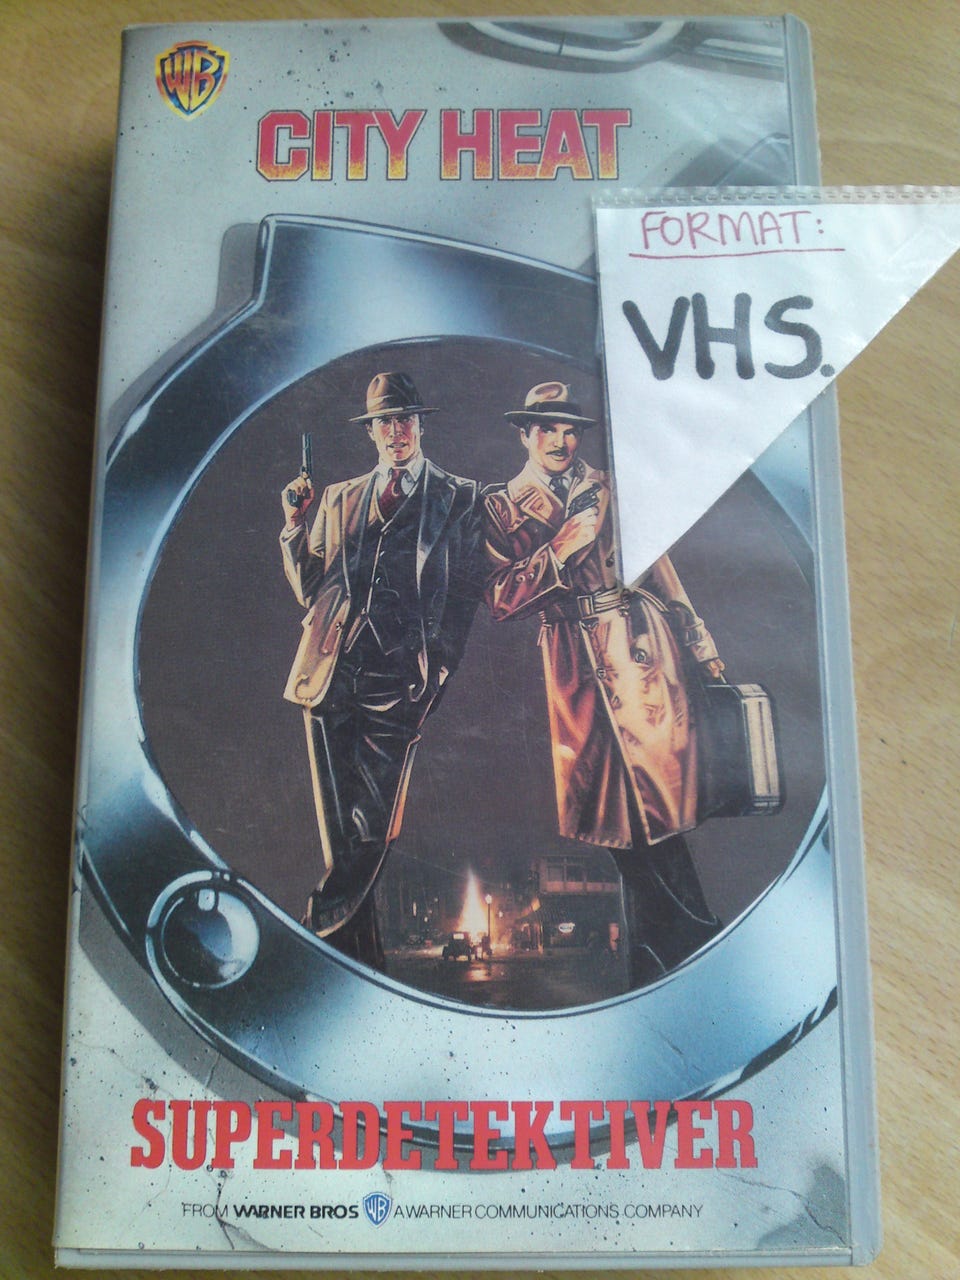 WB
CITY HEAT
FORMAT:
VHS.
SUPERDETEKTIVER
FROM WARNER BROS WB A WARNER COMMUNICATIONS COMPANY